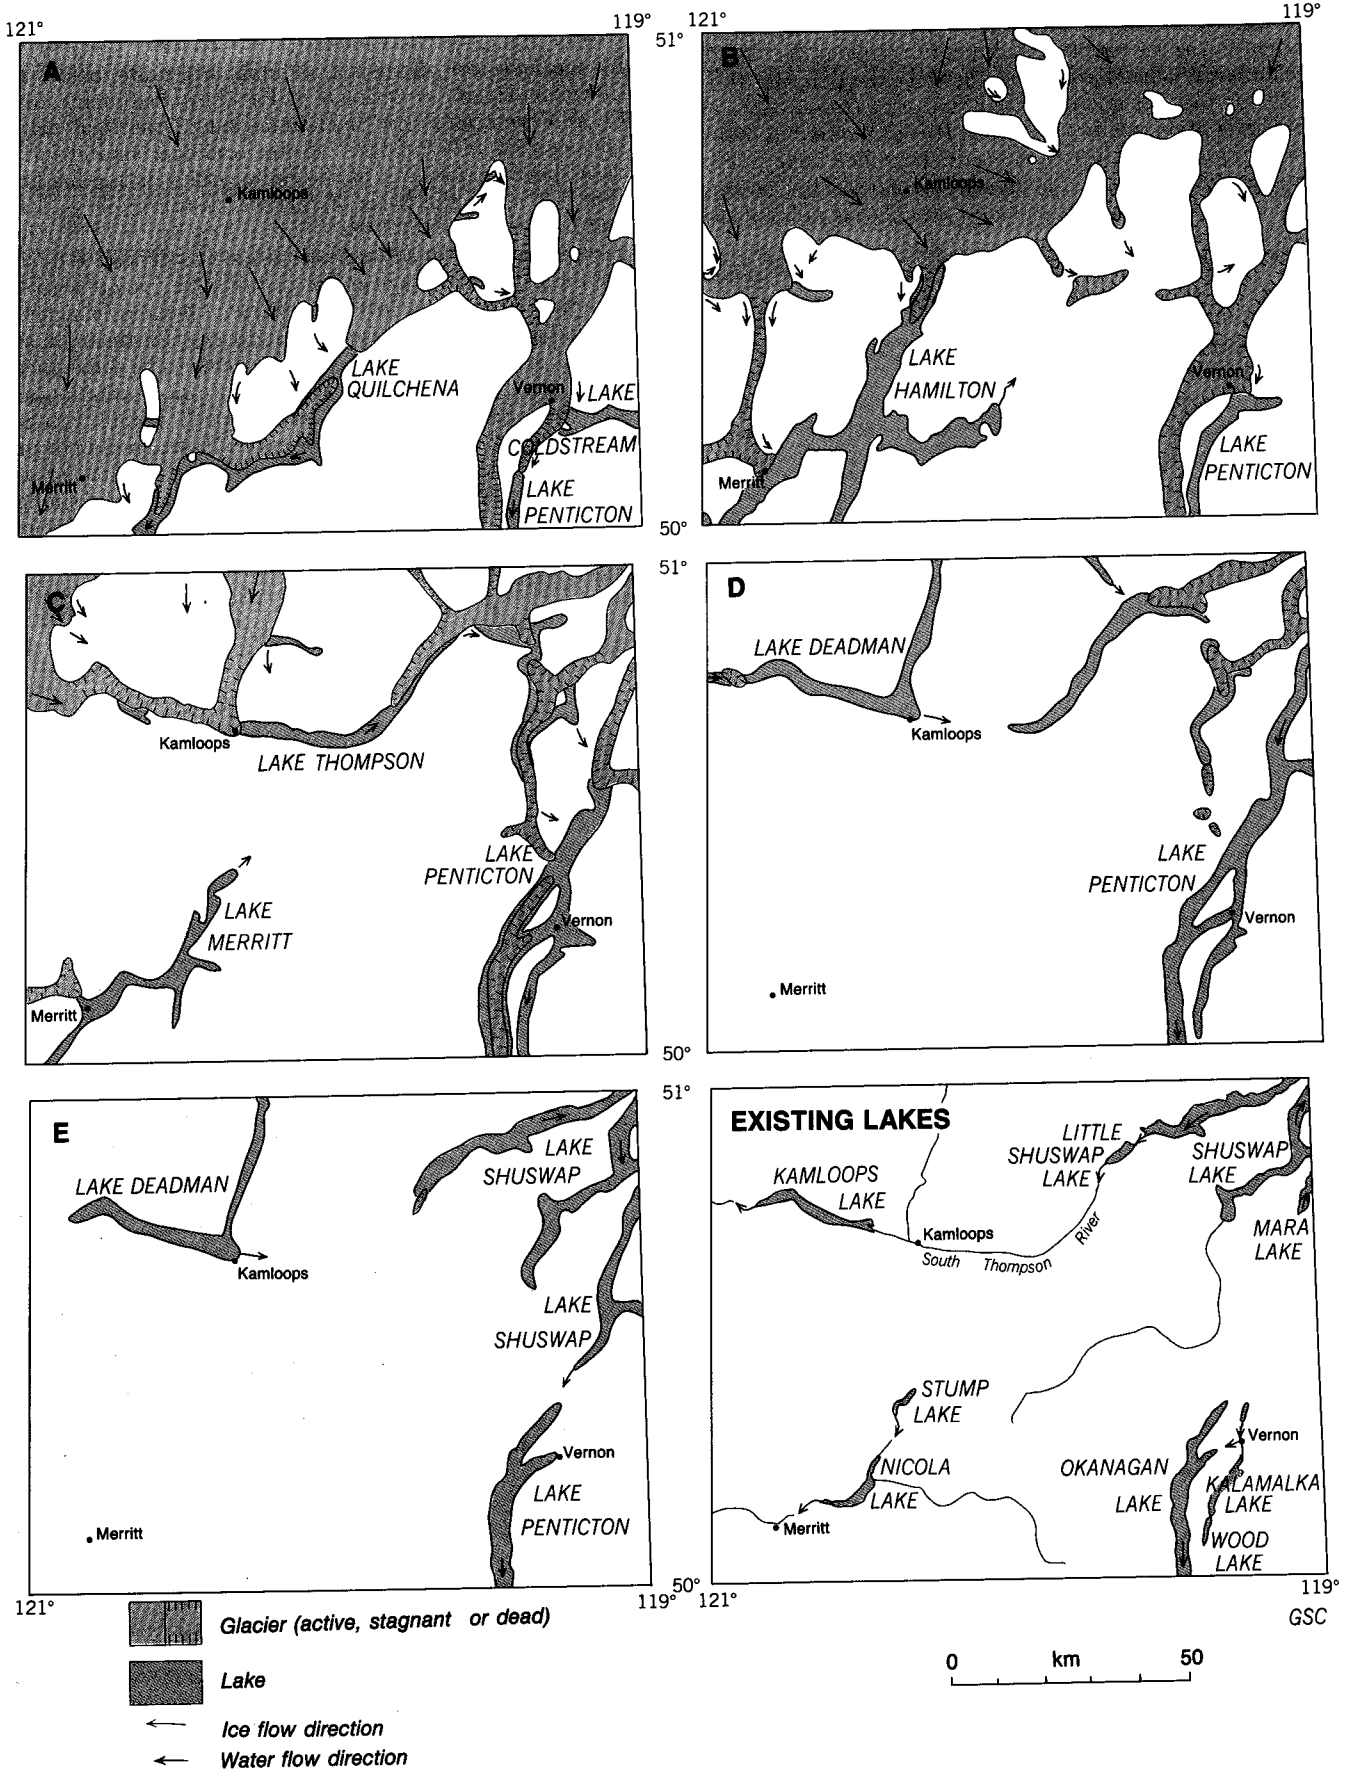 121°
119°
A
Kamloops
LAKE
QUILCHENA
Vernon
LAKE
COLDSTREAM
LAKE
PENTICTON
Merritt
51°
50°
121°
119°
B
Kamloops
LAKE
HAMILTON
Vernon
LAKE
PENTICTON
Merritt
C
Kamloops
LAKE THOMPSON
LAKE
PENTICTON
Vernon
LAKE
MERRITT
Merritt
51°
50°
D
LAKE DEADMAN
Kamloops
LAKE
PENTICTON
Vernon
Merritt
E
LAKE DEADMAN
Kamloops
LAKE
SHUSWAP
LAKE
SHUSWAP
Vernon
LAKE
PENTICTON
Merritt
51°
50°
121°
119°
EXISTING LAKES
LITTLE
SHUSWAP
LAKE
SHUSWAP
LAKE
KAMLOOPS
LAKE
Kamloops
South Thompson River
MARA
LAKE
STUMP
LAKE
NICOLA
LAKE
Merritt
OKANAGAN
LAKE
Vernon
KALAMALKA
LAKE
WOOD
LAKE
121°
119°
GSC
Glacier (active, stagnant or dead)
Lake
Ice flow direction
Water flow direction
0 km 50